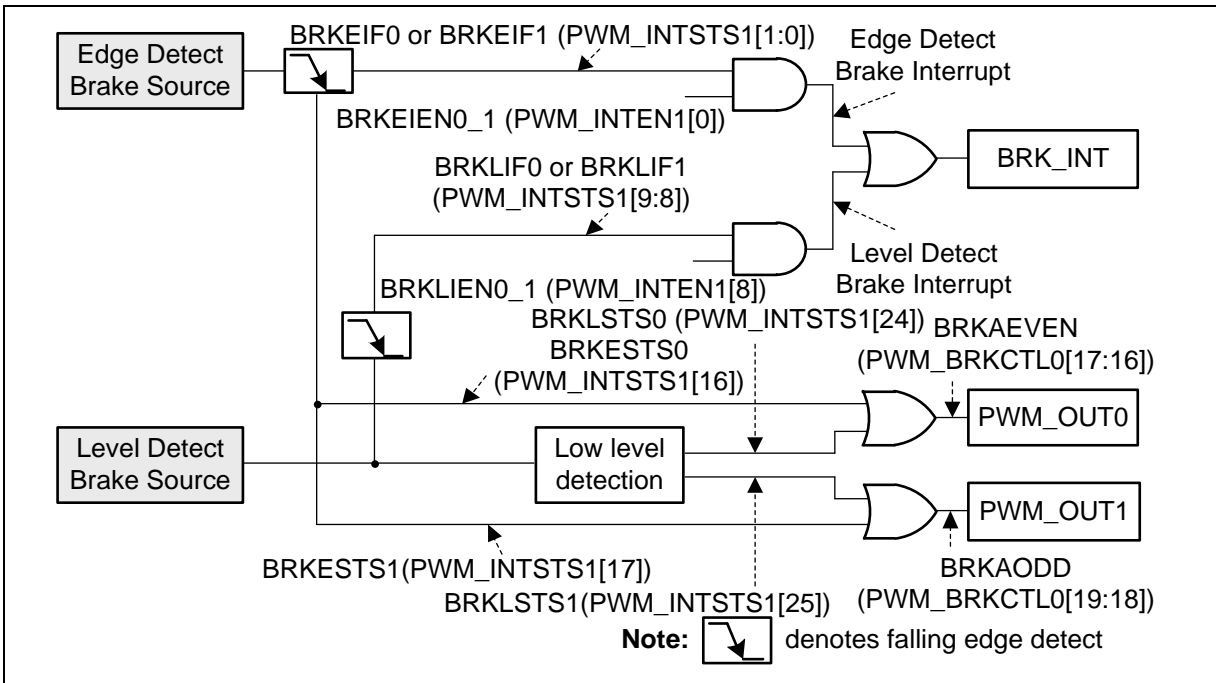 BRKEIF0 or BRKEIF1 (PWM_INTSTS1[1:0])
Edge Detect
Brake Source
Edge Detect
Brake Interrupt
BRKEIEN0_1 (PWM_INTEN1[0])
BRK_INT
BRKLIF0 or BRKLIF1
(PWM_INTSTS1[9:8])
Level Detect
Brake Interrupt
BRKLIEN0_1 (PWM_INTEN1[8])
BRKLSTS0 (PWM_INTSTS1[24])
BRKAEVEN
(PWM_BRKCTL0[17:16])
BRKESTS0
(PWM_INTSTS1[16])
PWM_OUT0
Level Detect
Brake Source
Low level
detection
PWM_OUT1
BRKESTS1(PWM_INTSTS1[17])
BRKAODD
(PWM_BRKCTL0[19:18])
BRKLSTS1(PWM_INTSTS1[25])
Note: denotes falling edge detect